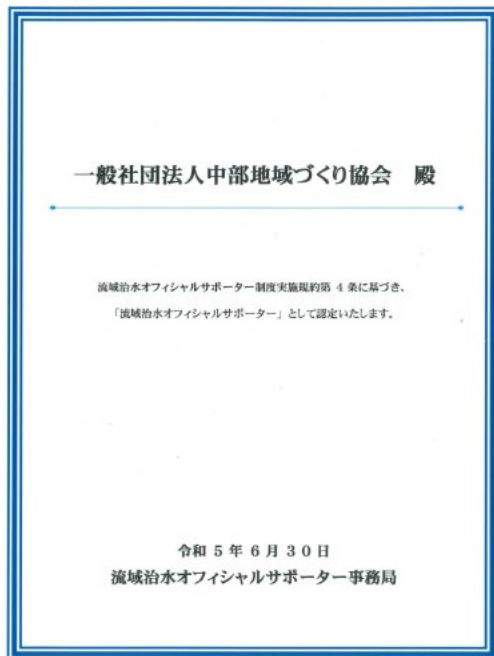 一般社団法人中部地域づくり協会　殿
流域治水オフィシャルサポーター制度実施規約第 4 条に基づき、
「流域治水オフィシャルサポーター」として認定いたします。
令和 5 年 6 月 3 0 日
流域治水オフィシャルサポーター事務局